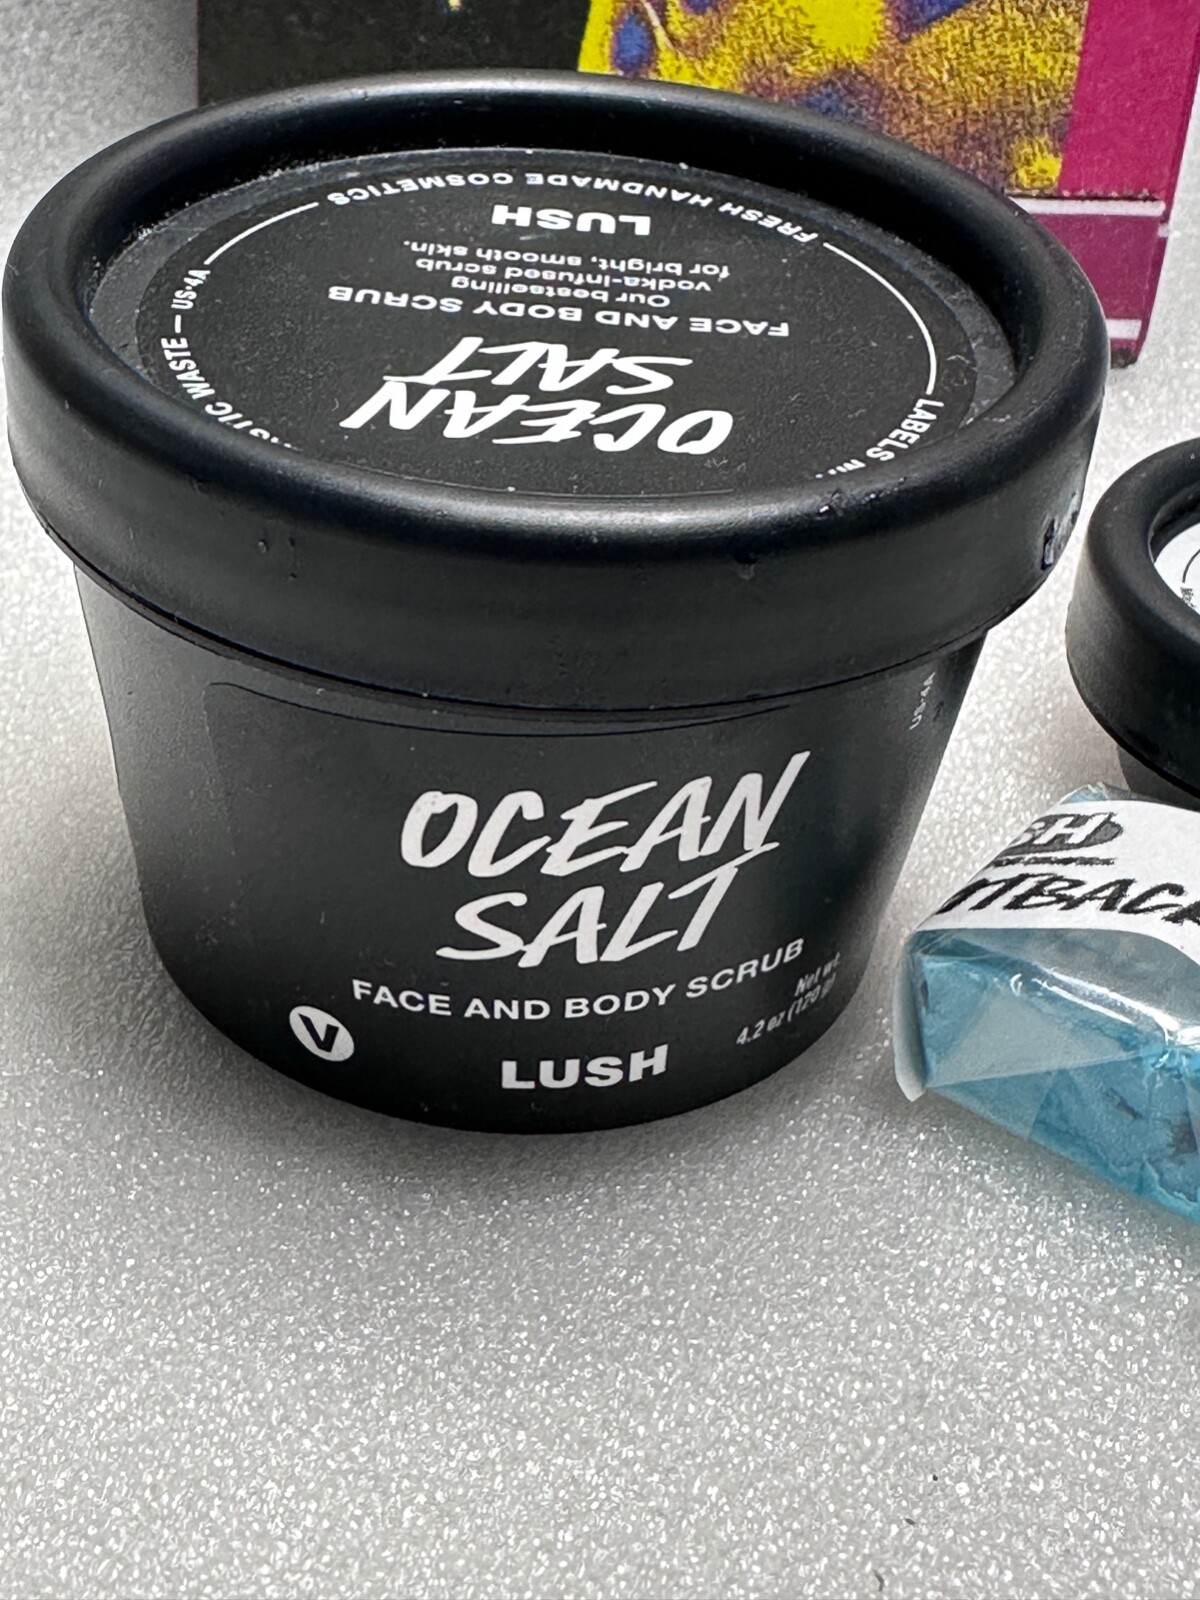 OCEAN
SALT
FACE AND BODY SCRUB
Our bestselling
vodka-infused scrub
for bright, smooth skin.
LUSH
FRESH HANDMADE COSMETICS
LABELS
WASTE — US-4A
OCEAN
SALT
FACE AND BODY SCRUB
Net wt.
4.2 oz (120 g)
V
LUSH
US-4A